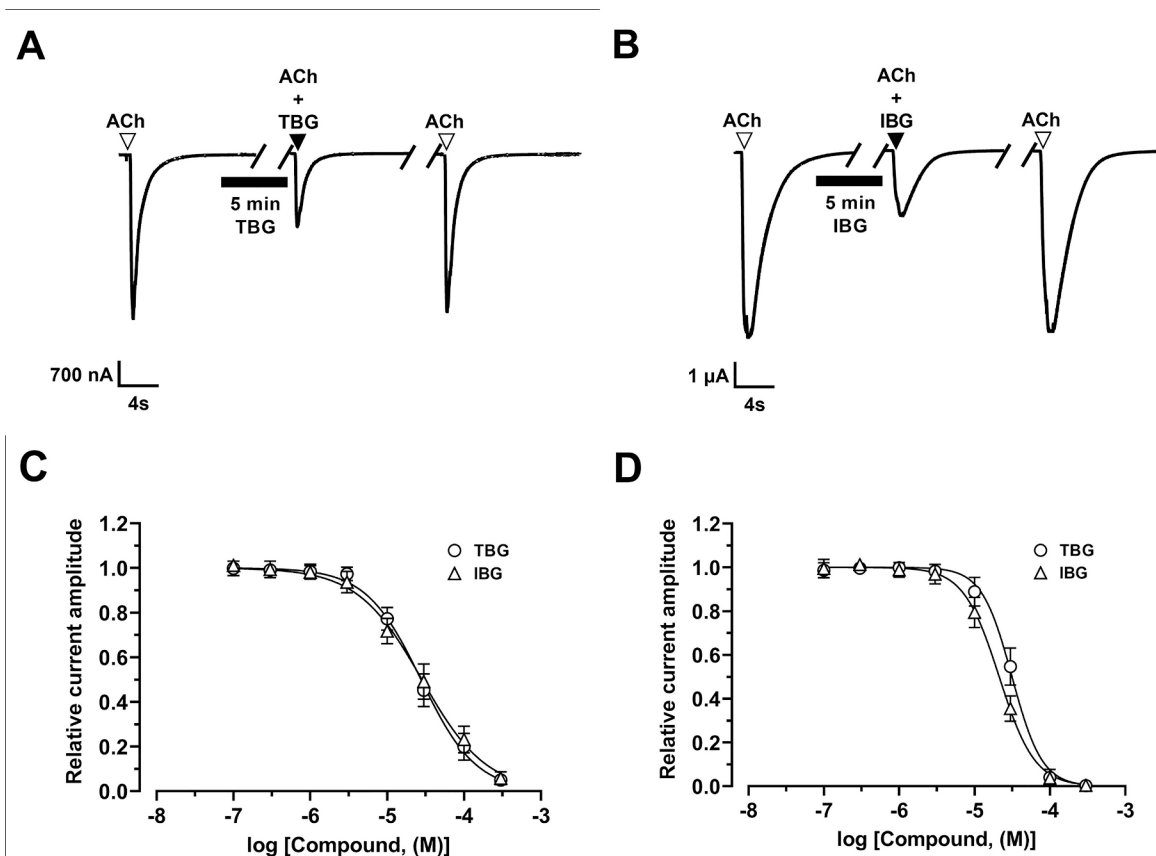 A
ACh
ACh
+
TBG
ACh
5 min
TBG
700 nA
4s
B
ACh
ACh
+
IBG
ACh
5 min
IBG
1 µA
4s
C
Relative current amplitude
1.2
1.0
0.8
0.6
0.4
0.2
0.0
-8 -7 -6 -5 -4 -3
log [Compound, (M)]
TBG
IBG
D
Relative current amplitude
1.2
1.0
0.8
0.6
0.4
0.2
0.0
-8 -7 -6 -5 -4 -3
log [Compound, (M)]
TBG
IBG